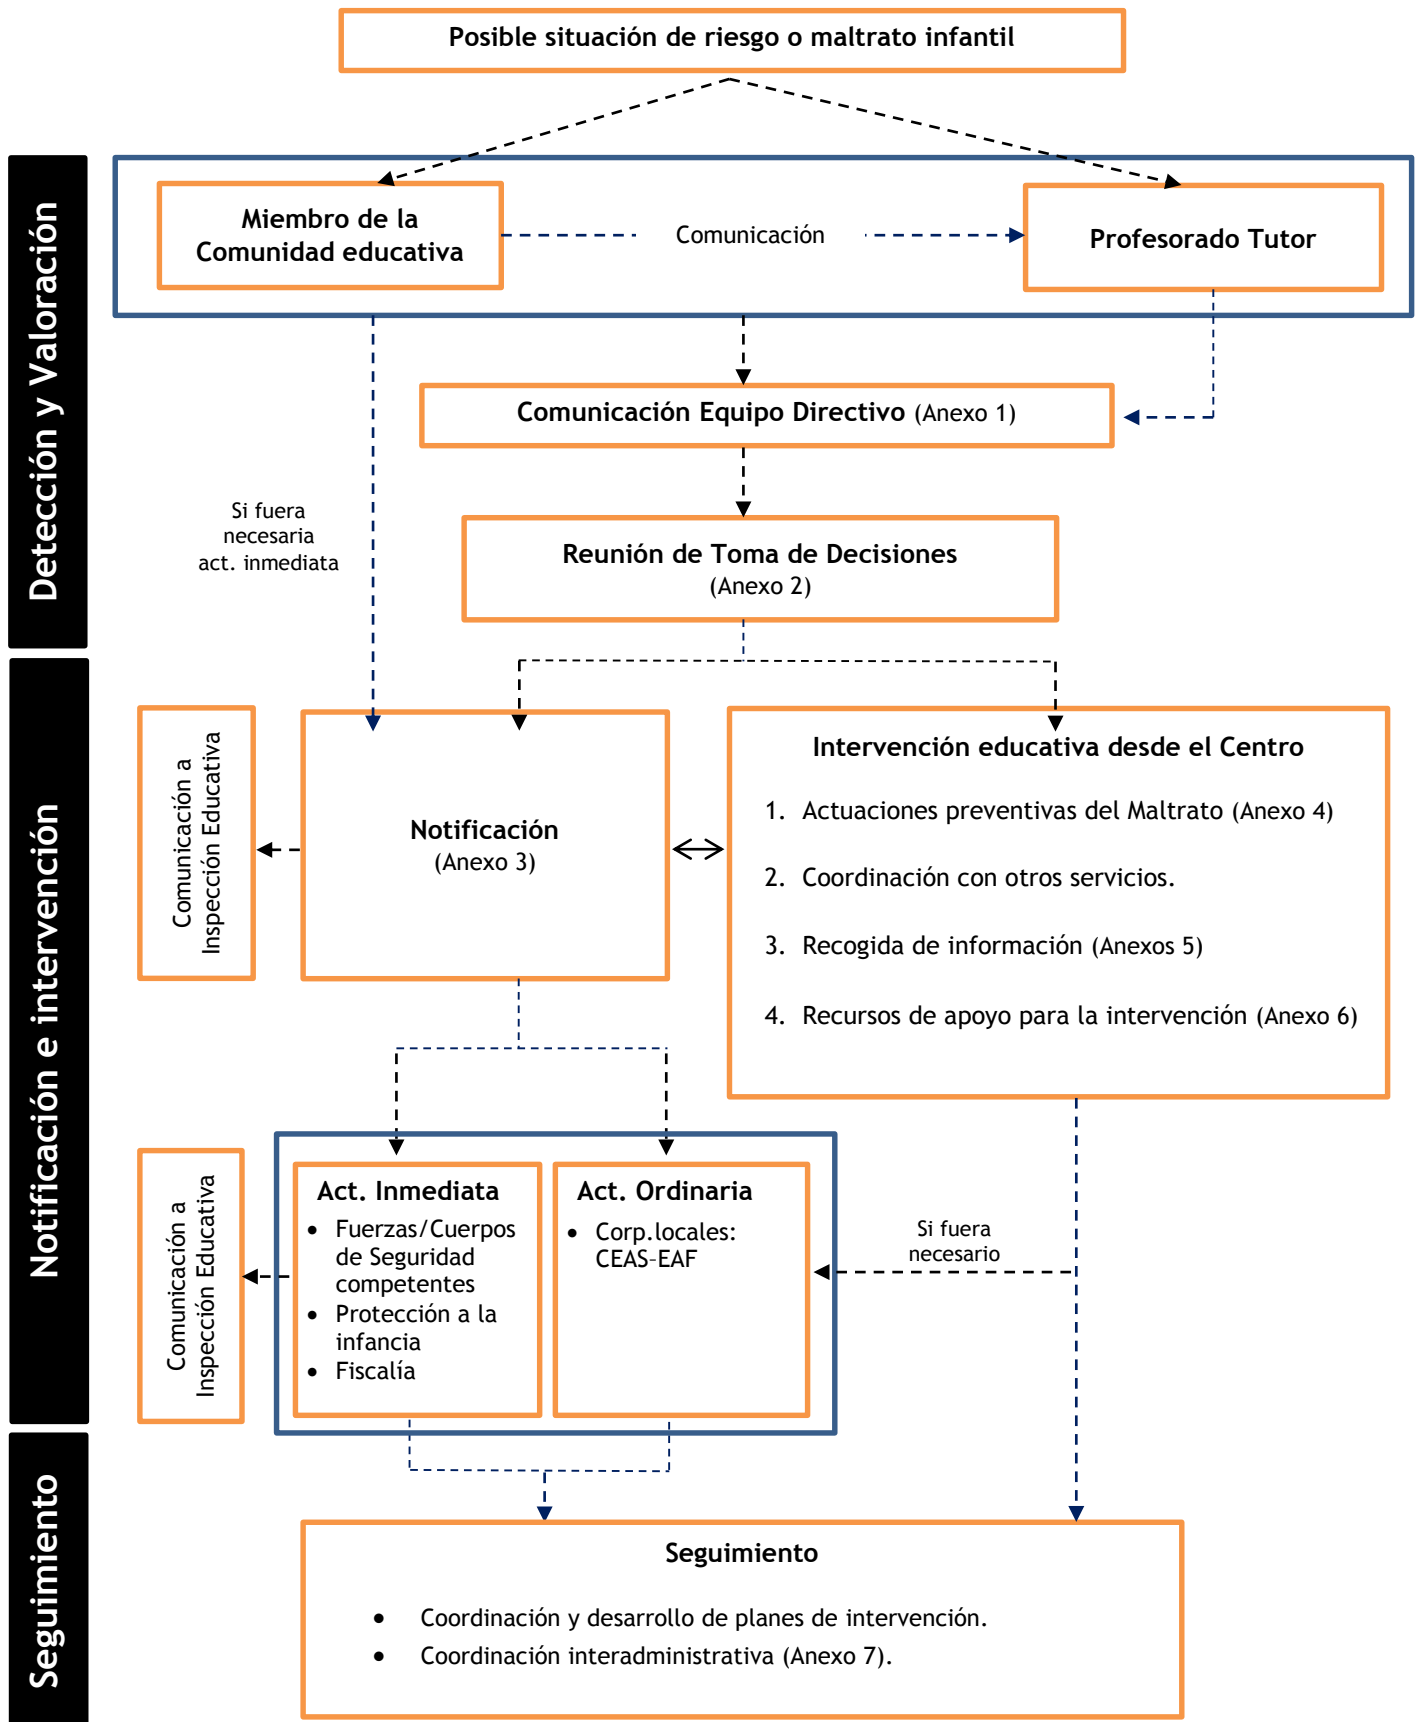 Posible situación de riesgo o maltrato infantil
Detección y Valoración
Miembro de la
Comunidad educativa
Comunicación
Profesorado Tutor
Comunicación Equipo Directivo (Anexo 1)
Si fuera
necesaria
act. inmediata
Reunión de Toma de Decisiones
(Anexo 2)
Notificación e intervención
Comunicación a
Inspección Educativa
Notificación
(Anexo 3)
Intervención educativa desde el Centro
1. Actuaciones preventivas del Maltrato (Anexo 4)
2. Coordinación con otros servicios.
3. Recogida de información (Anexos 5)
4. Recursos de apoyo para la intervención (Anexo 6)
Comunicación a
Inspección Educativa
Act. Inmediata
• Fuerzas/Cuerpos
de Seguridad
competentes
• Protección a la
infancia
• Fiscalía
Act. Ordinaria
• Corp.locales:
CEAS–EAF
Si fuera
necesario
Seguimiento
Seguimiento
• Coordinación y desarrollo de planes de intervención.
• Coordinación interadministrativa (Anexo 7).